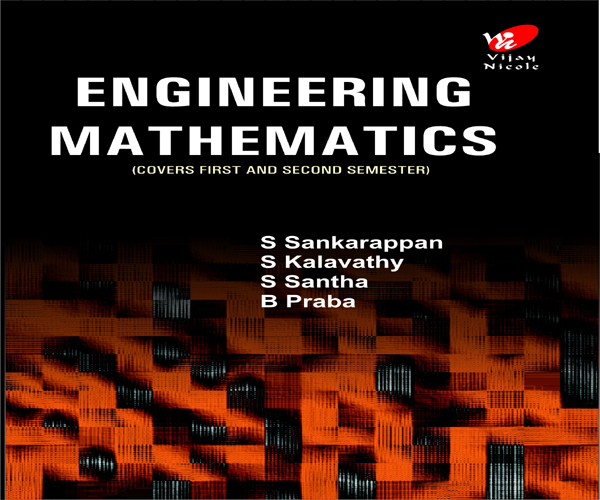 Vijay
Nicole
ENGINEERING
MATHEMATICS
(COVERS FIRST AND SECOND SEMESTER)
S Sankarappan
S Kalavathy
S Santha
B Praba